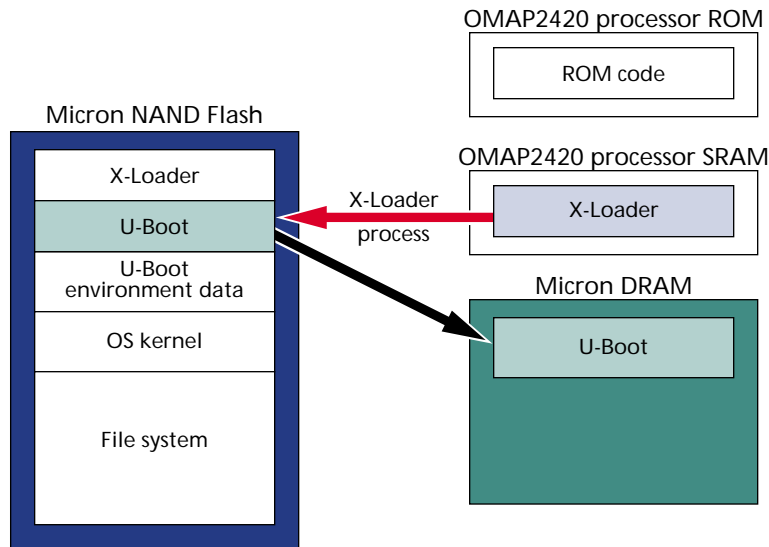 OMAP2420 processor ROM
ROM code
Micron NAND Flash
X-Loader
U-Boot
U-Boot
environment data
OS kernel
File system
X-Loader
process
OMAP2420 processor SRAM
X-Loader
Micron DRAM
U-Boot